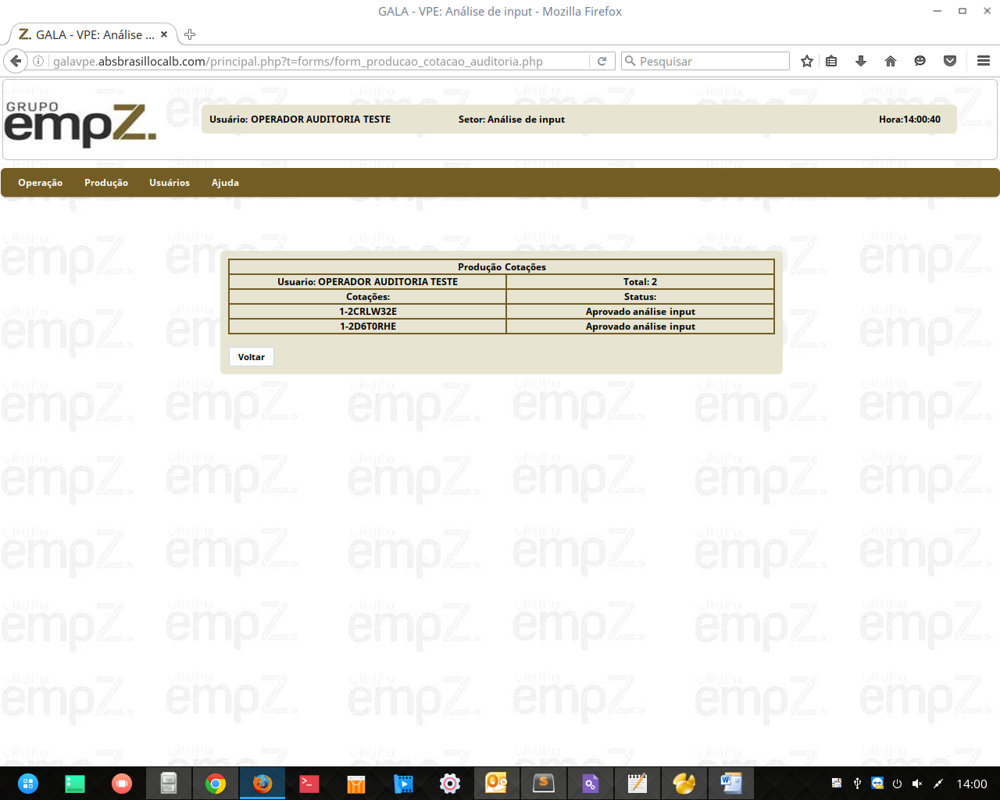 GALA - VPE: Análise de input - Mozilla Firefox
Z. GALA - VPE: Análise ...
galavpe.absbrasillocalb.com/principal.php?t=forms/form_producao_cotacao_auditoria.php
Pesquisar
GRUPO
empZ.
Usuário: OPERADOR AUDITORIA TESTE Setor: Análise de input Hora:14:00:40
Operação Produção Usuários Ajuda
Produção Cotações
Usuario: OPERADOR AUDITORIA TESTE Total: 2
Cotações: Status:
1-2CRLW32E Aprovado análise input
1-2D6T0RHE Aprovado análise input
Voltar
14:00